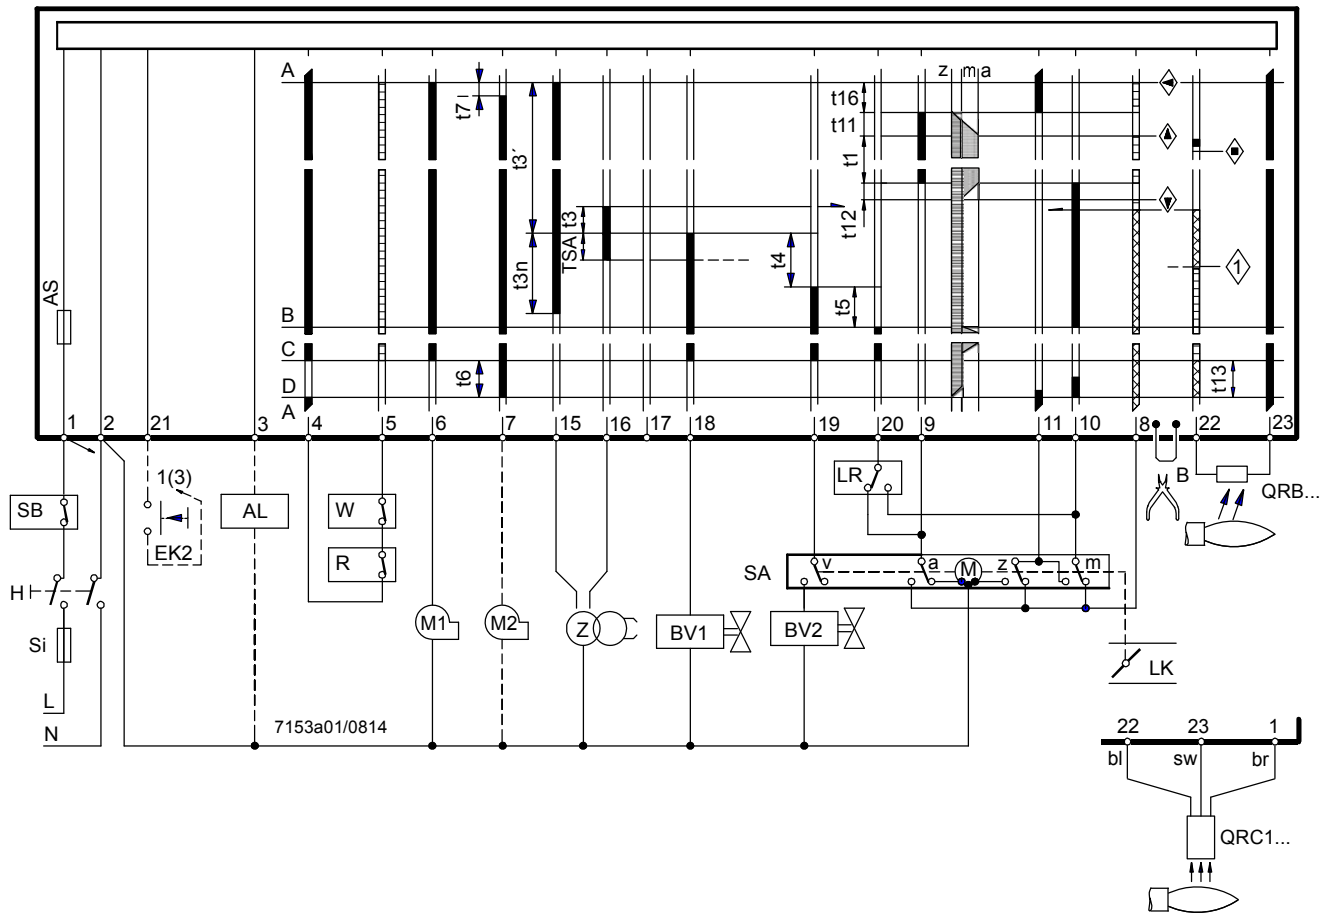 A
z m a
t7
t16
t11
t3´
t1
t3
t12
TSA
t4
1
t3n
AS
t5
B
C
t6
t13
D
A
1 2 21 3 4 5 6 7 15 16 17 18 19 20 9 11 10 8 22 23
LR
B
1(3)
QRB...
SB
AL
W
EK2
R
SA
v a M z m
H
M1 M2 Z BV1 BV2
Si
LK
L
7153a01/0814
N
22 23 1
bl sw br
QRC1...